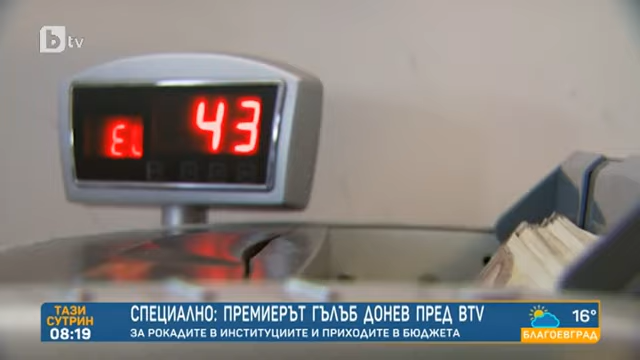 btv
EL 43
ТАЗИ СУТРИН
08:19
СПЕЦИАЛНО: ПРЕМИЕРЪТ ГЪЛЪБ ДОНЕВ ПРЕД BTV
ЗА РОКАДИТЕ В ИНСТИТУЦИИТЕ И ПРИХОДИТЕ В БЮДЖЕТА
16°
БЛАГОЕВГРАД